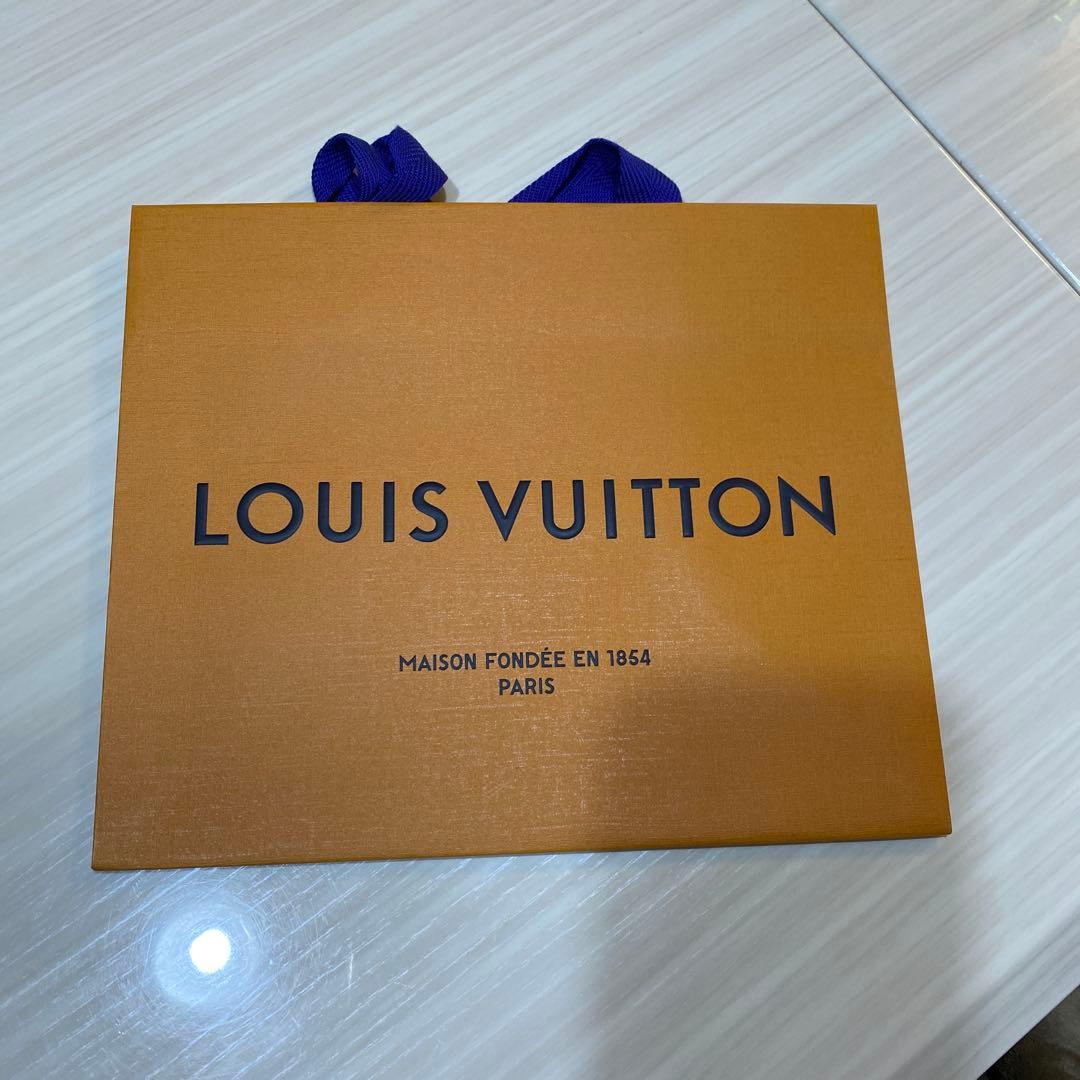 LOUIS VUITTON
MAISON FONDÉE EN 1854
PARIS